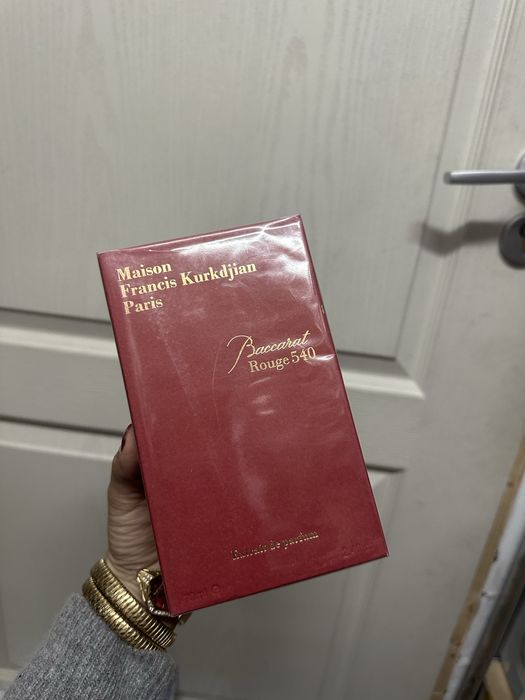 Maison
Francis Kurkdjian
Paris
Baccarat
Rouge 540
Extrait de parfum